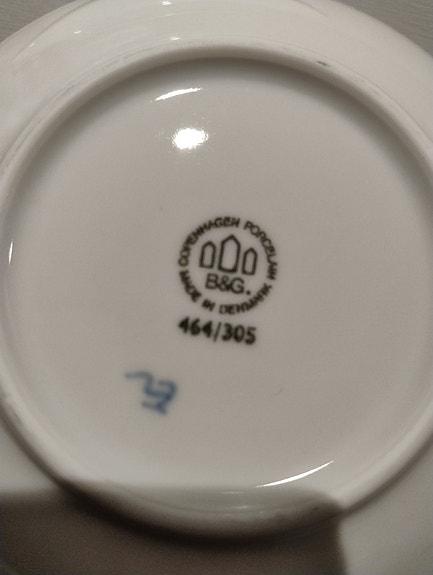 COPENHAGEN PORCELAIN
B&G.
MADE IN DENMARK
464/305